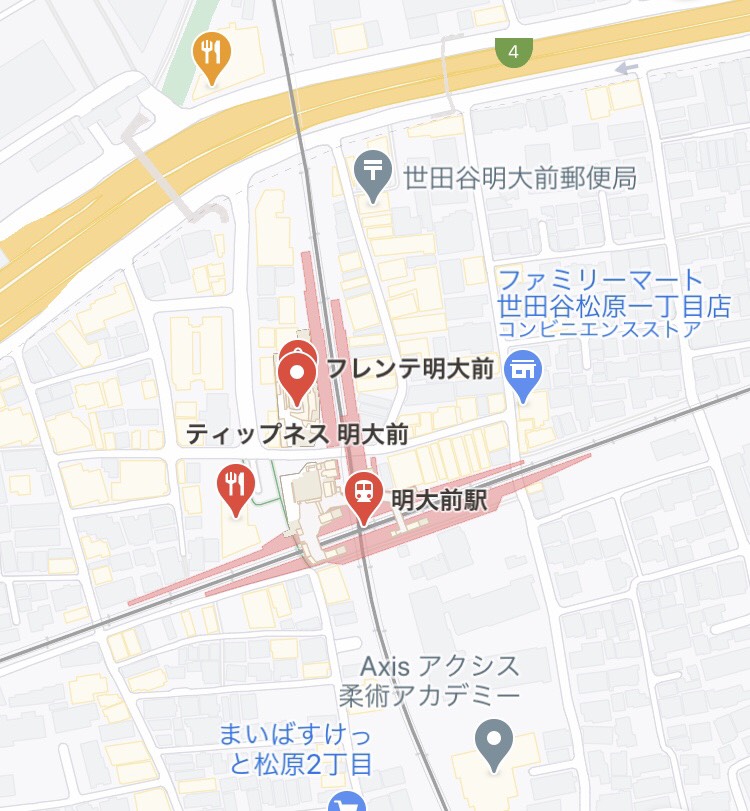 4
世田谷明大前郵便局
ファミリーマート
世田谷松原一丁目店
コンビニエンスストア
フレンテ明大前
ティップネス 明大前
明大前駅
Axis アクシス
柔術アカデミー
まいばすけっ
と松原2丁目